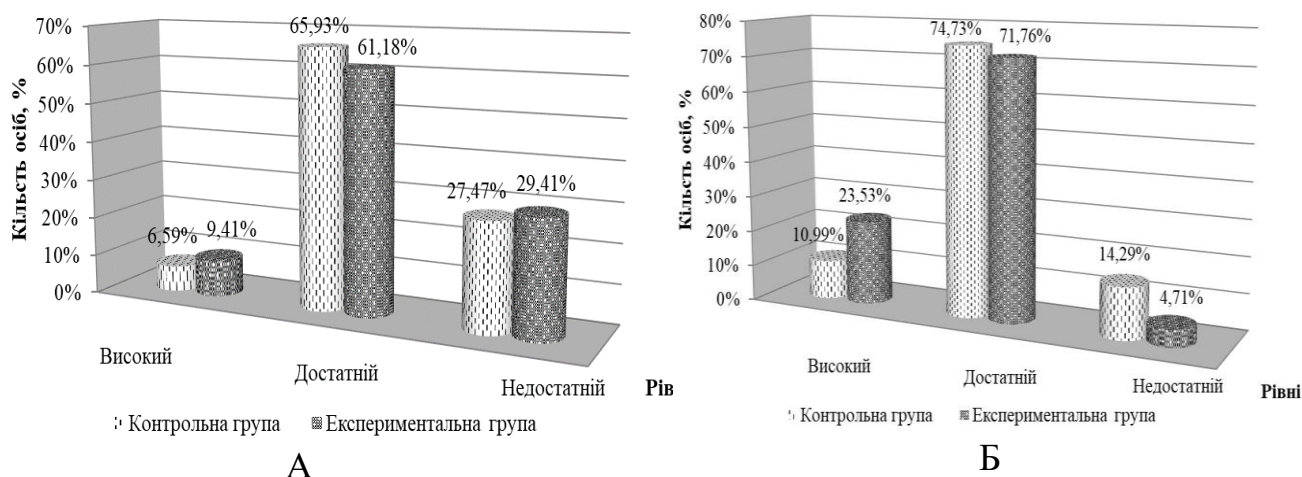 70%
60%
50%
40%
30%
20%
10%
0%
Кільсть осіб, %
65,93%
61,18%
27,47%
29,41%
6,59%
9,41%
Високий
Достатній
Недостатній
Рів
Контрольна група
Експериментальна група
А
80%
70%
60%
50%
40%
30%
20%
10%
0%
Кільсть осіб, %
74,73%
71,76%
23,53%
10,99%
14,29%
4,71%
Високий
Достатній
Недостатній
Рівні
Контрольна група
Експериментальна група
Б